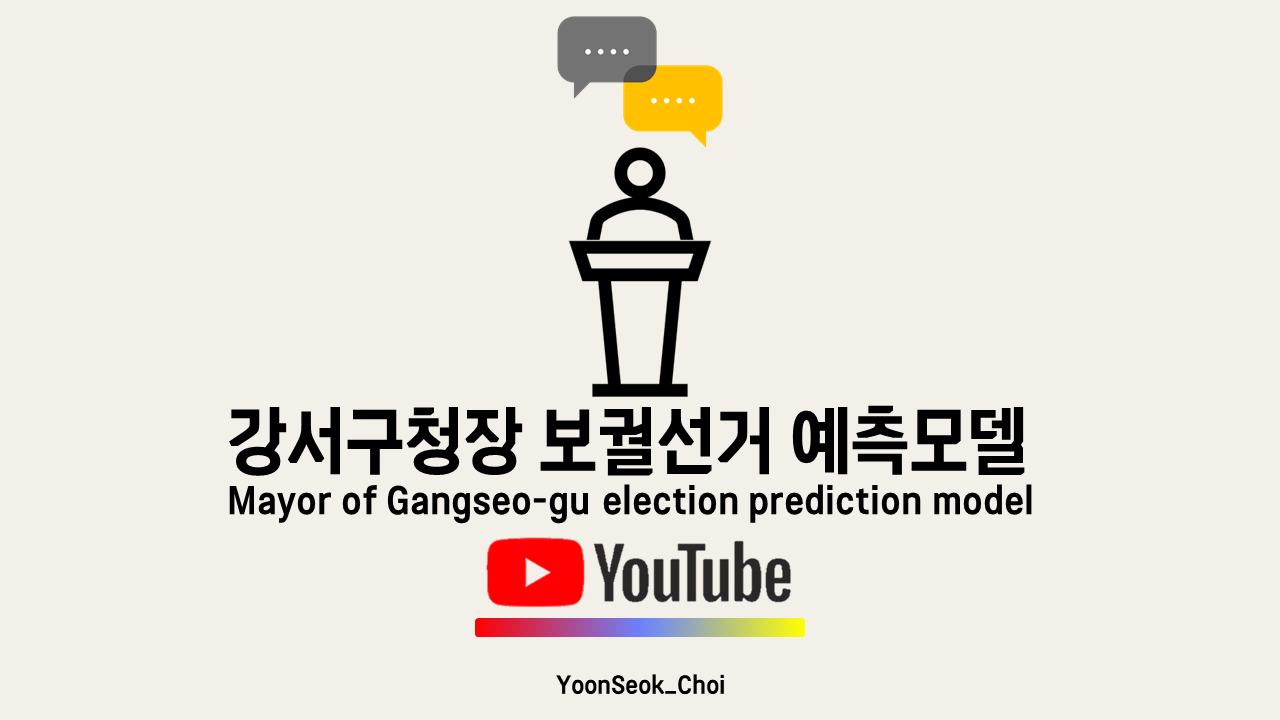 강서구청장 보궐선거 예측모델
Mayor of Gangseo-gu election prediction model
YouTube
YoonSeok_Choi